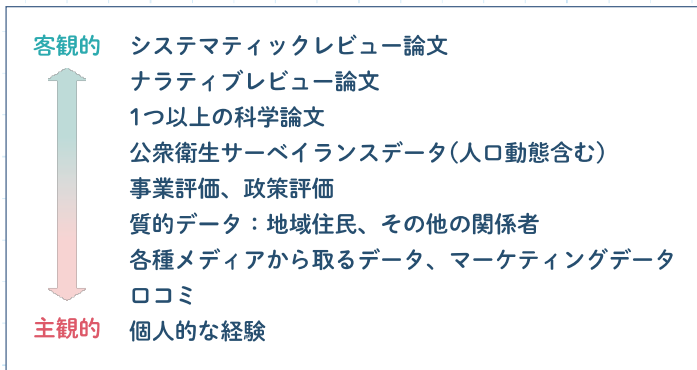 客観的
システマティックレビュー論文
ナラティブレビュー論文
1つ以上の科学論文
公衆衛生サーベイランスデータ(人口動態含む)
事業評価、政策評価
質的データ：地域住民、その他の関係者
各種メディアから取るデータ、マーケティングデータ
口コミ
主観的
個人的な経験